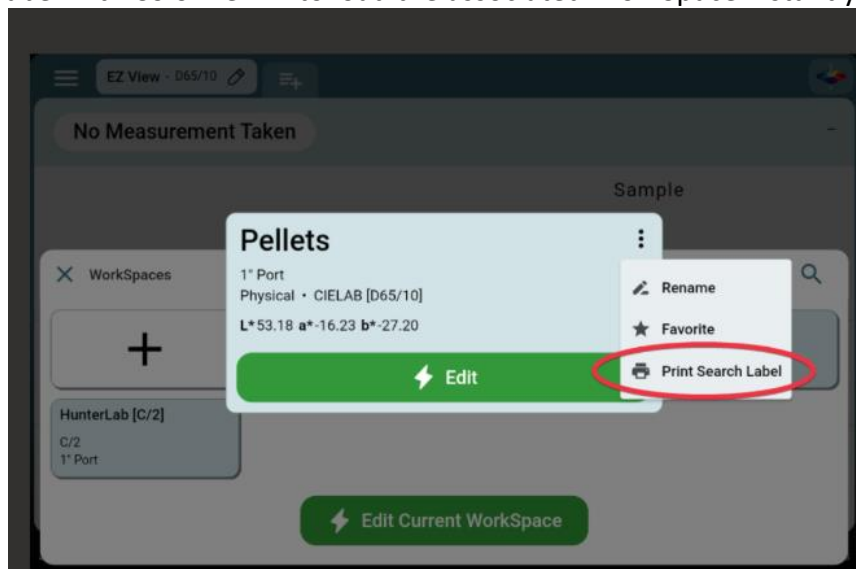 EZ View - D65/10
No Measurement Taken
-
Sample
Pellets
1" Port
Physical • CIELAB [D65/10]
L*53.18 a*-16.23 b*-27.20
Edit
Rename
Favorite
Print Search Label
WorkSpaces
+
HunterLab [C/2]
C/2
1" Port
Edit Current WorkSpace